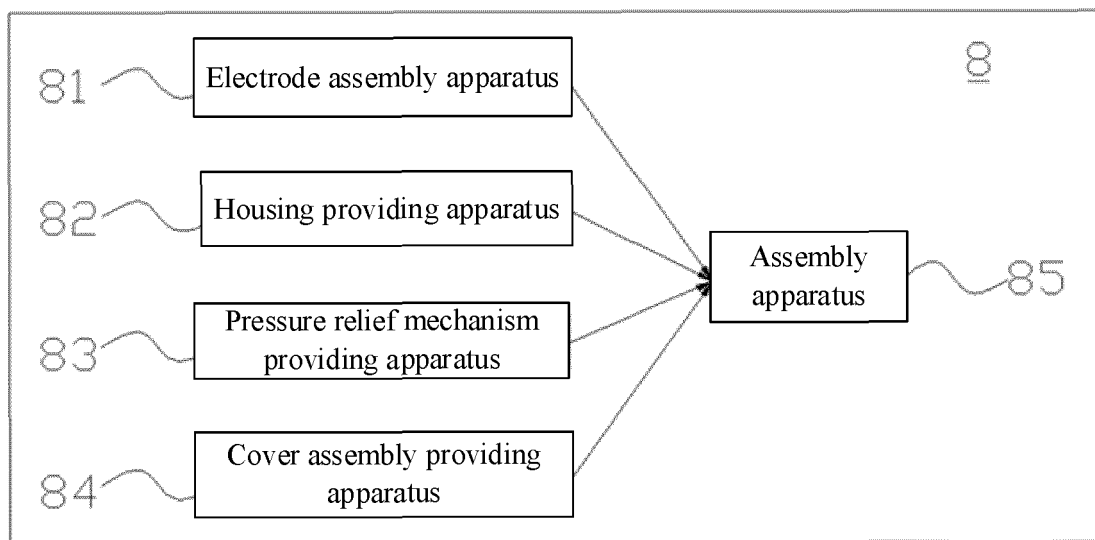 8
81
Electrode assembly apparatus
82
Housing providing apparatus
83
Pressure relief mechanism
providing apparatus
84
Cover assembly providing
apparatus
Assembly
apparatus
85